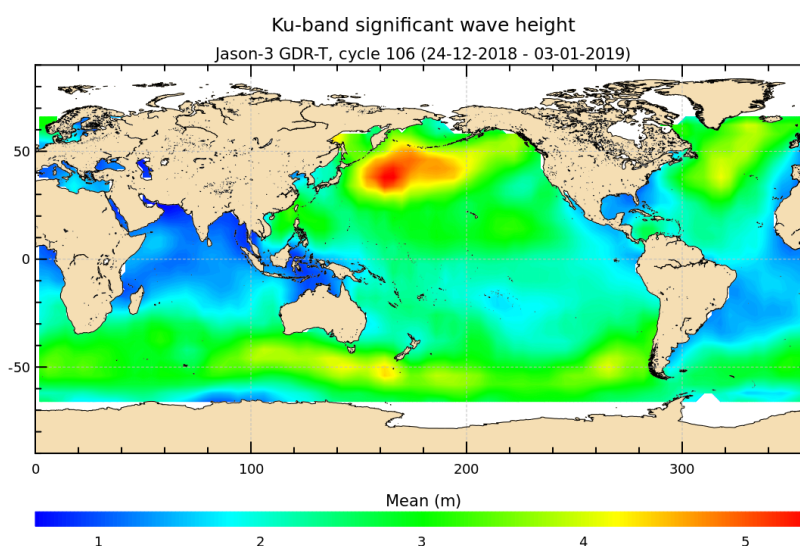 Ku-band significant wave height
Jason-3 GDR-T, cycle 106 (24-12-2018 - 03-01-2019)
50
0
-50
0 100 200 300
Mean (m)
1 2 3 4 5